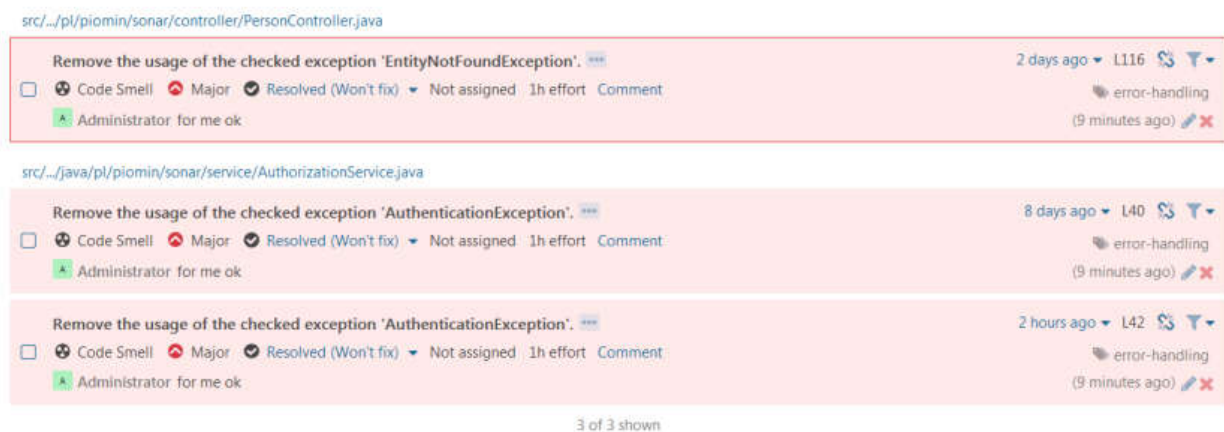 src/.../pl/piomin/sonar/controller/PersonController.java
Remove the usage of the checked exception 'EntityNotFoundException'. 2 days ago L116
Code Smell Major Resolved (Won't fix) Not assigned 1h effort Comment error-handling
A Administrator for me ok (9 minutes ago)
src/.../java/pl/piomin/sonar/service/AuthorizationService.java
Remove the usage of the checked exception 'AuthenticationException'. 8 days ago L40
Code Smell Major Resolved (Won't fix) Not assigned 1h effort Comment error-handling
A Administrator for me ok (9 minutes ago)
Remove the usage of the checked exception 'AuthenticationException'. 2 hours ago L42
Code Smell Major Resolved (Won't fix) Not assigned 1h effort Comment error-handling
A Administrator for me ok (9 minutes ago)
3 of 3 shown